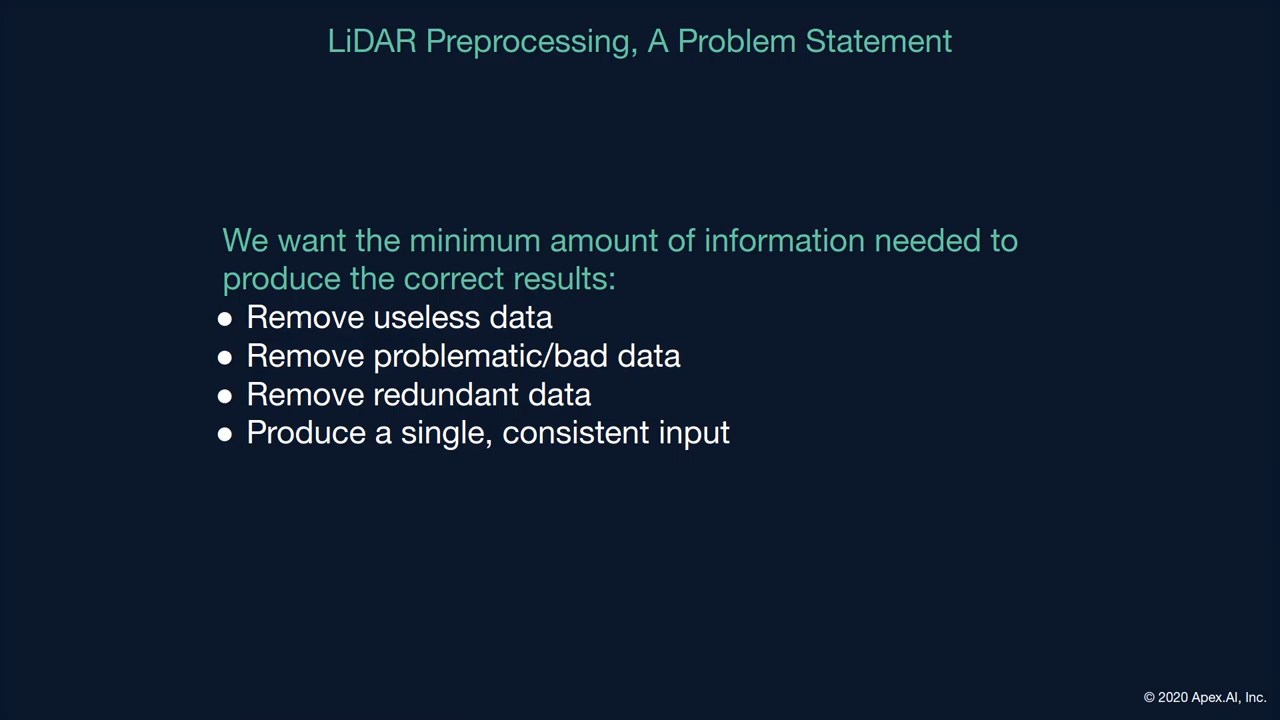 LiDAR Preprocessing, A Problem Statement
We want the minimum amount of information needed to
produce the correct results:
● Remove useless data
● Remove problematic/bad data
● Remove redundant data
● Produce a single, consistent input
© 2020 Apex.AI, Inc.